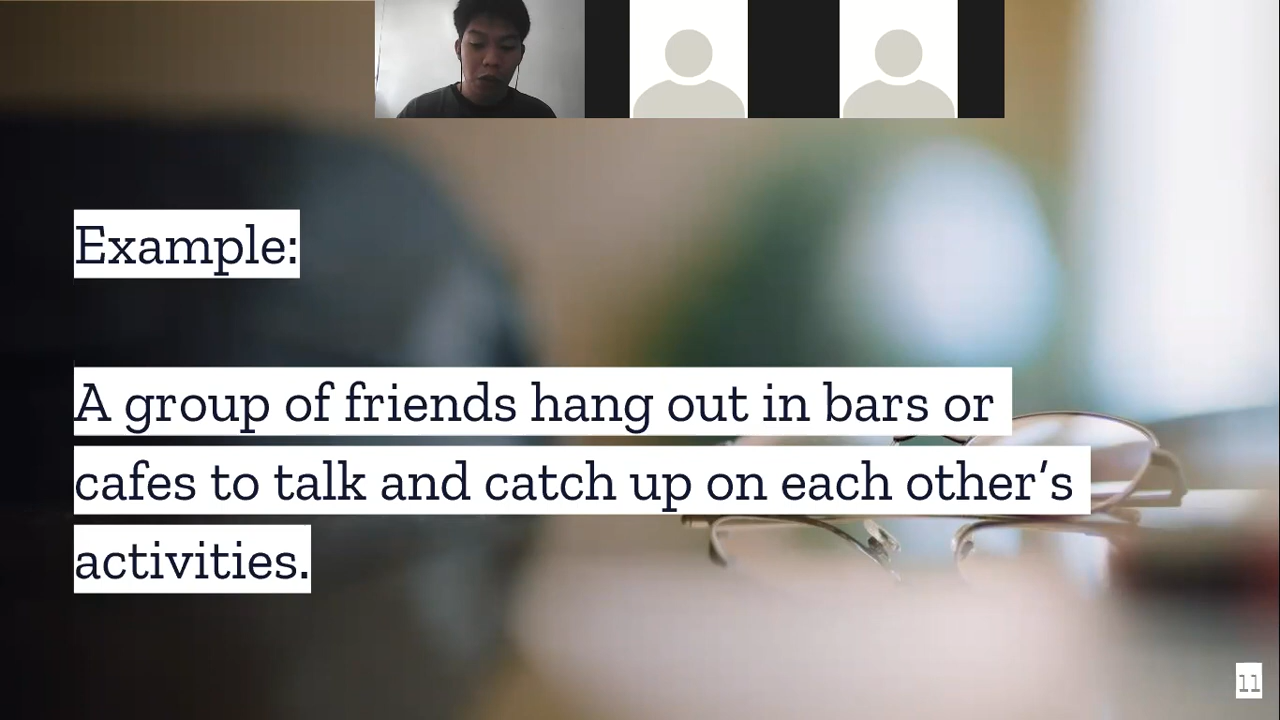 Example:
A group of friends hang out in bars or
cafes to talk and catch up on each other’s
activities.
11